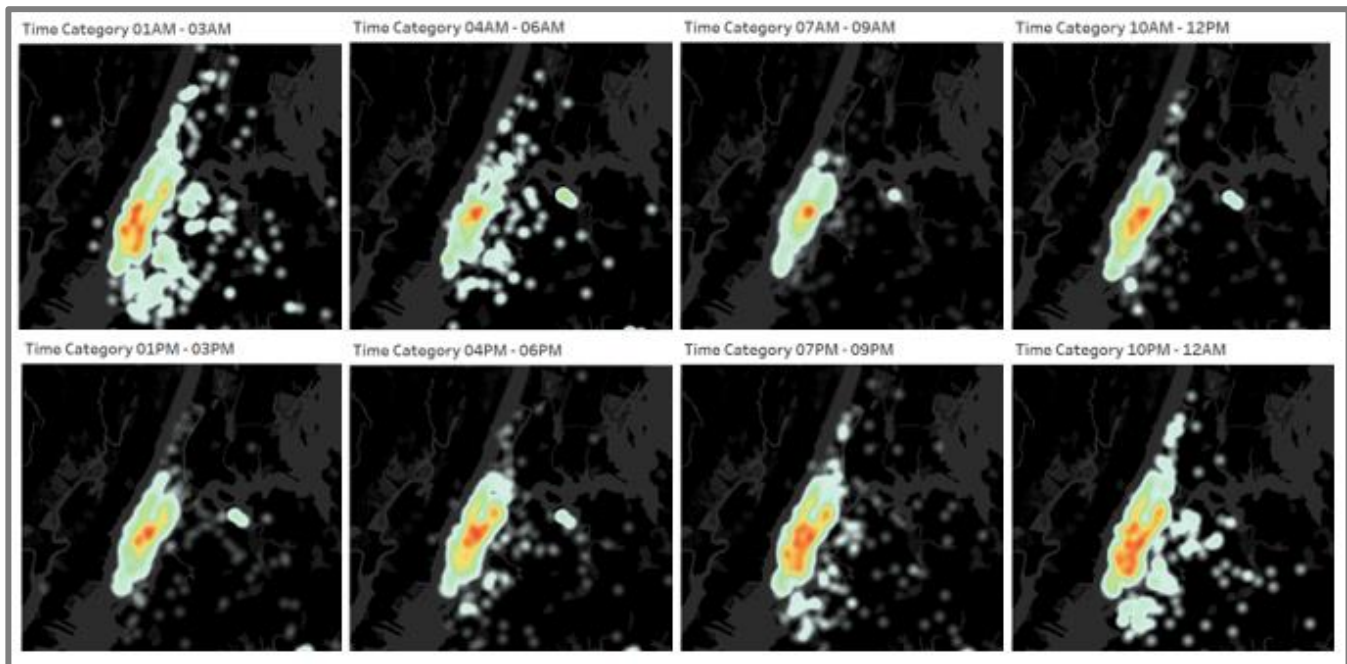 Time Category 01AM - 03AM
Time Category 04AM - 06AM
Time Category 07AM - 09AM
Time Category 10AM - 12PM
Time Category 01PM - 03PM
Time Category 04PM - 06PM
Time Category 07PM - 09PM
Time Category 10PM - 12AM